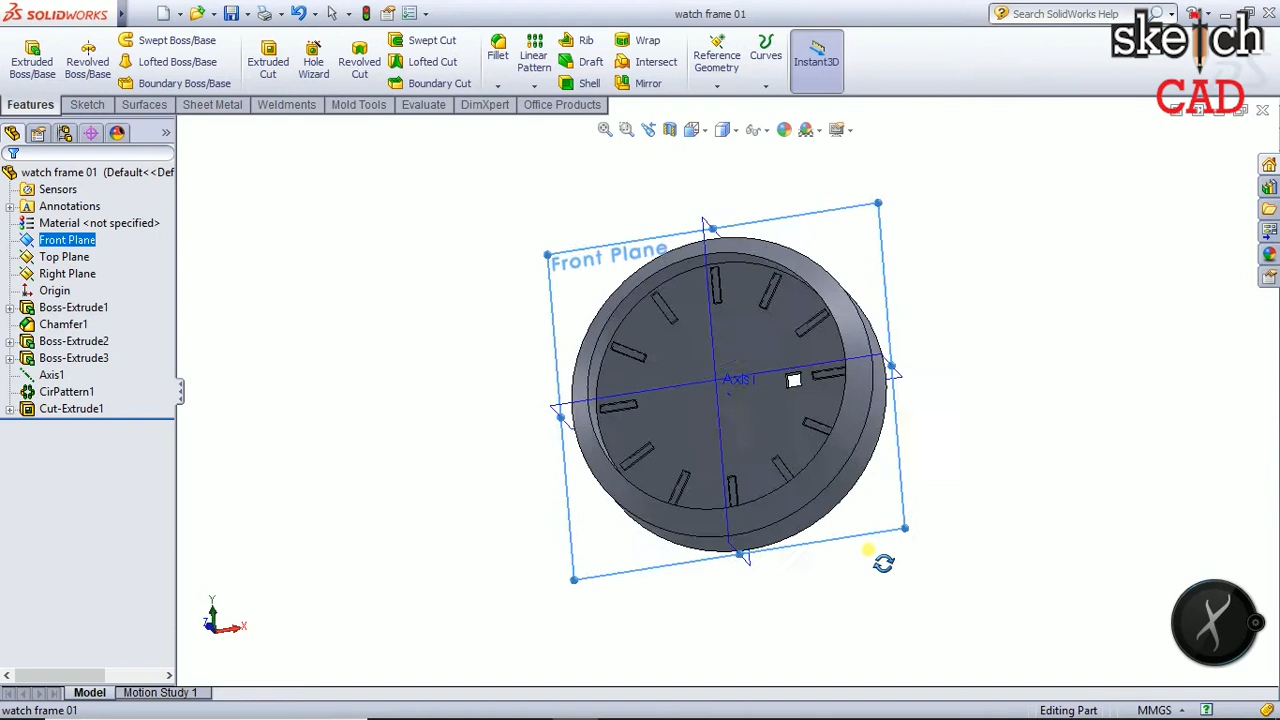 SOLIDWORKS
watch frame 01
Search SolidWorks Help
sketch
CAD
Extruded Boss/Base
Revolved Boss/Base
Swept Boss/Base
Lofted Boss/Base
Boundary Boss/Base
Extruded Cut
Hole Wizard
Revolved Cut
Swept Cut
Lofted Cut
Boundary Cut
Fillet
Linear Pattern
Rib
Draft
Shell
Wrap
Intersect
Mirror
Reference Geometry
Curves
Instant3D
Features
Sketch
Surfaces
Sheet Metal
Weldments
Mold Tools
Evaluate
DimXpert
Office Products
watch frame 01 (Default<<Def
Sensors
Annotations
Material <not specified>
Front Plane
Top Plane
Right Plane
Origin
Boss-Extrude1
Chamfer1
Boss-Extrude2
Boss-Extrude3
Axis1
CirPattern1
Cut-Extrude1
Front Plane
Axis1
Y
Z
X
Model
Motion Study 1
watch frame 01
Editing Part
MMGS